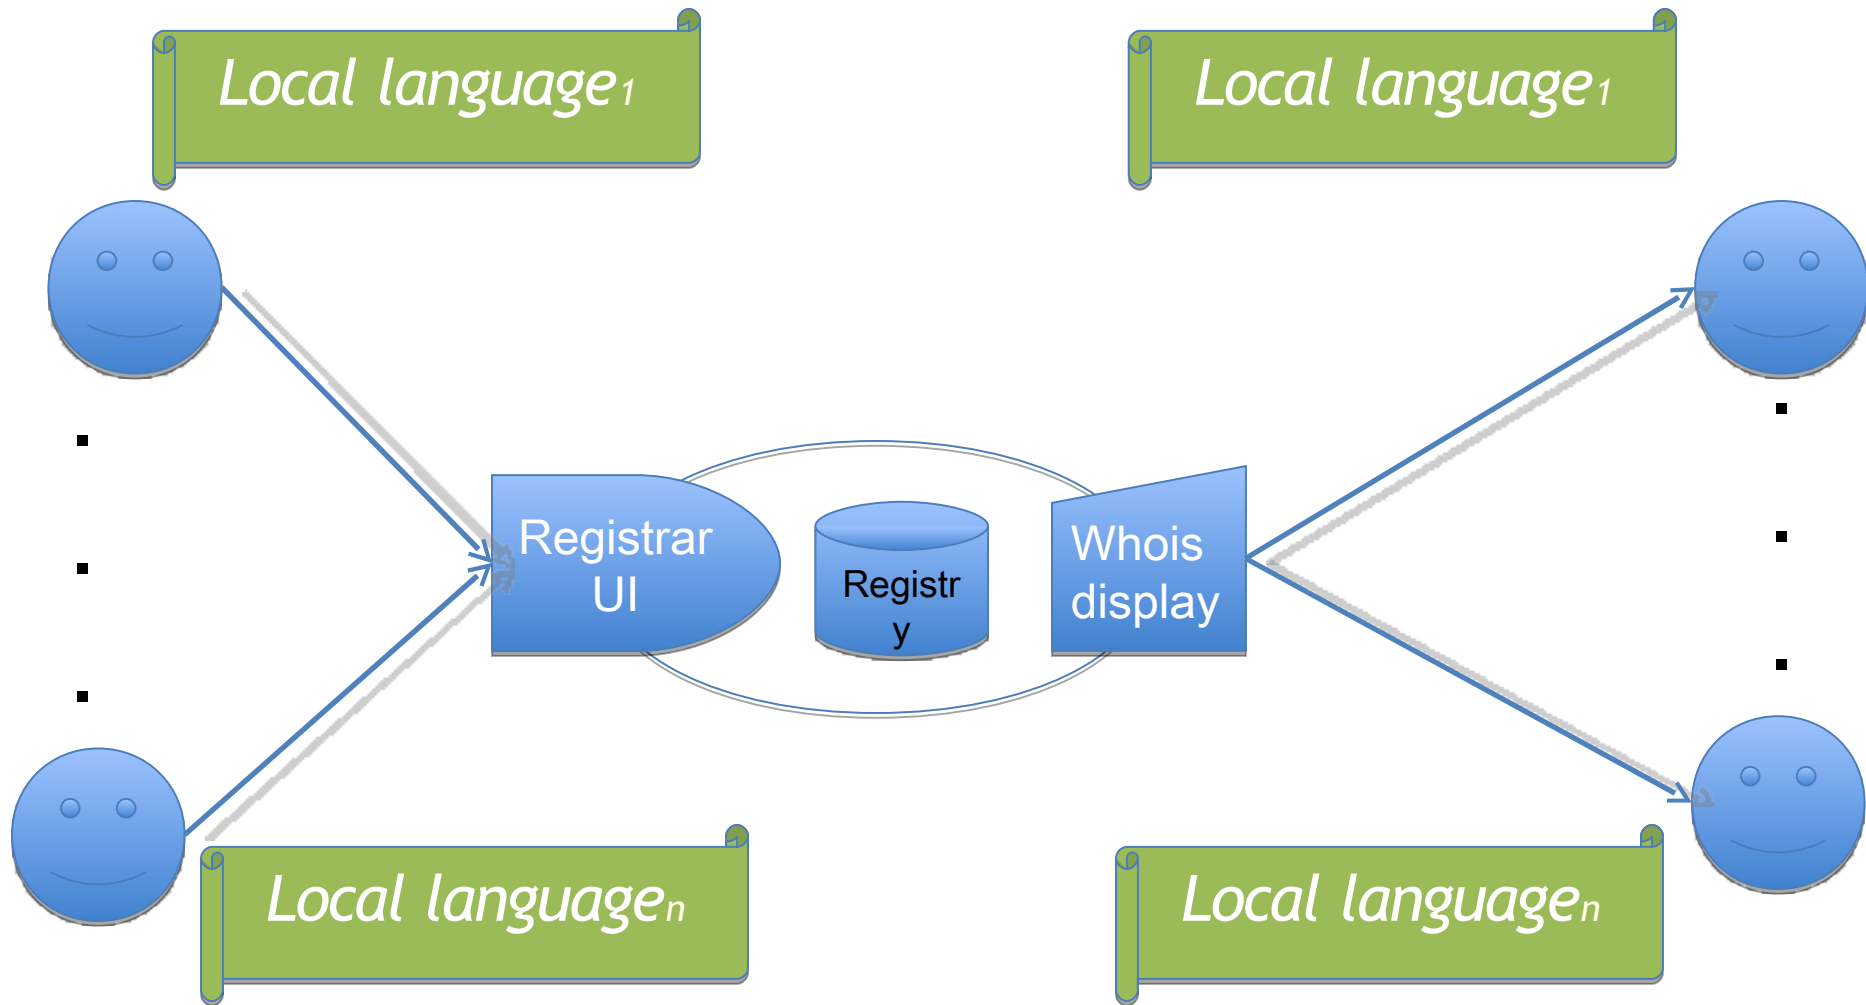 Local language1
Local language1
Registrar
UI
Registr
y
Whois
display
Local languagen
Local languagen